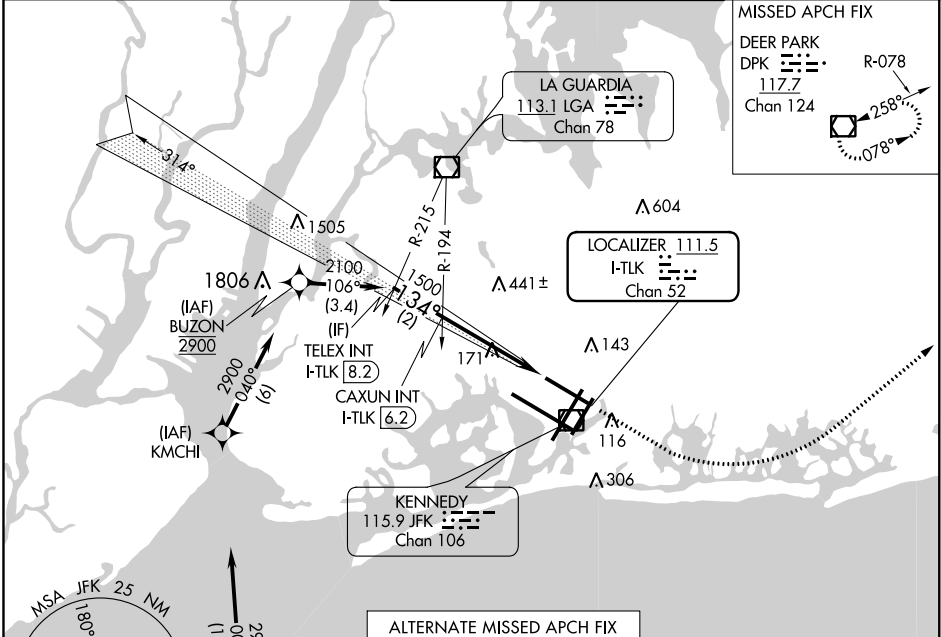 MISSED APCH FIX
DEER PARK
DPK
117.7
Chan 124
R-078
258°
078°
LA GUARDIA
113.1 LGA
Chan 78
314°
R-215
R-194
604
1505
LOCALIZER 111.5
I-TLK
Chan 52
1806
2100
106°
(3.4)
1500
134°
(2)
441±
(IAF)
BUZON
2900
(IF)
TELEX INT
I-TLK 8.2
171
143
CAXUN INT
I-TLK 6.2
2900
040°
(6)
(IAF)
KMCHI
116
306
KENNEDY
115.9 JFK
Chan 106
MSA JFK 25 NM
180°
ALTERNATE MISSED APCH FIX